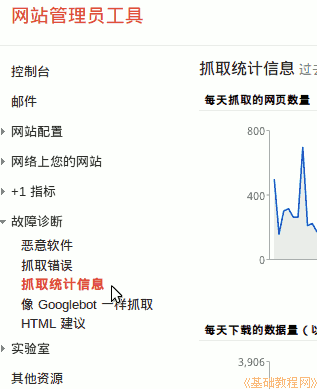 网站管理员工具
控制台
邮件
网站配置
网络上您的网站
+1 指标
故障诊断
恶意软件
抓取错误
抓取统计信息
像 Googlebot 一样抓取
HTML 建议
实验室
其他资源
抓取统计信息 过去
每天抓取的网页数量
800
400
0
每天下载的数据量（以
3,906
《基础教程网》